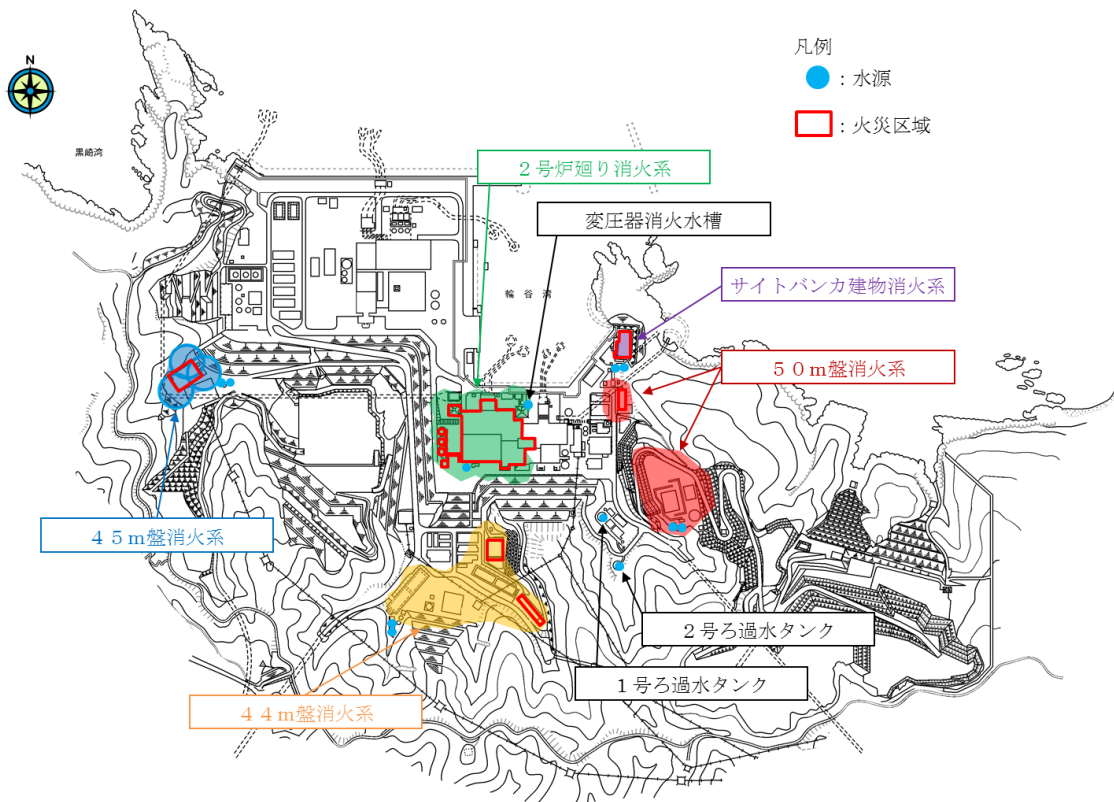 凡例
：水源
：火災区域
N
黒崎湾
２号炉廻り消火系
変圧器消火水槽
サイトバンカ建物消火系
輪谷湾
５０ｍ盤消火系
４５ｍ盤消火系
２号ろ過水タンク
１号ろ過水タンク
４４ｍ盤消火系